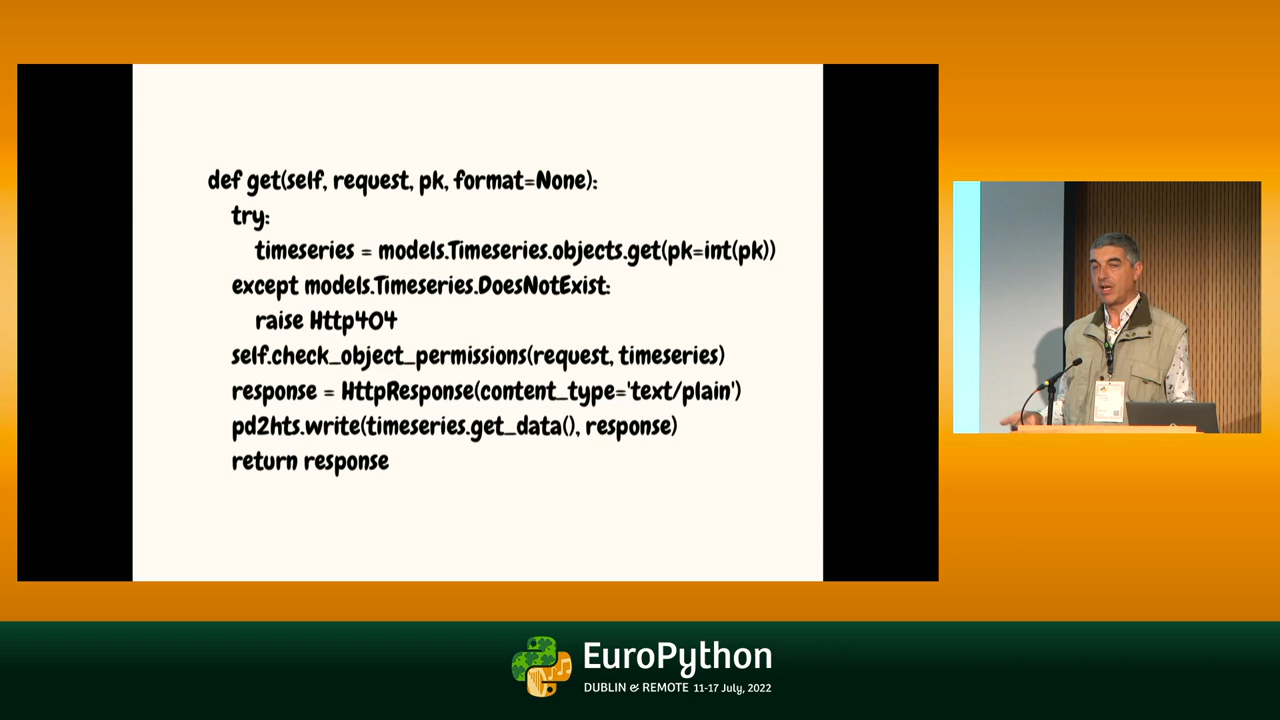 def get(self, request, pk, format=None):
try:
timeseries = models.Timeseries.objects.get(pk=int(pk))
except models.Timeseries.DoesNotExist:
raise Http404
self.check_object_permissions(request, timeseries)
response = HttpResponse(content_type='text/plain')
pd2hts.write(timeseries.get_data(), response)
return response
EuroPython
DUBLIN & REMOTE 11-17 July, 2022